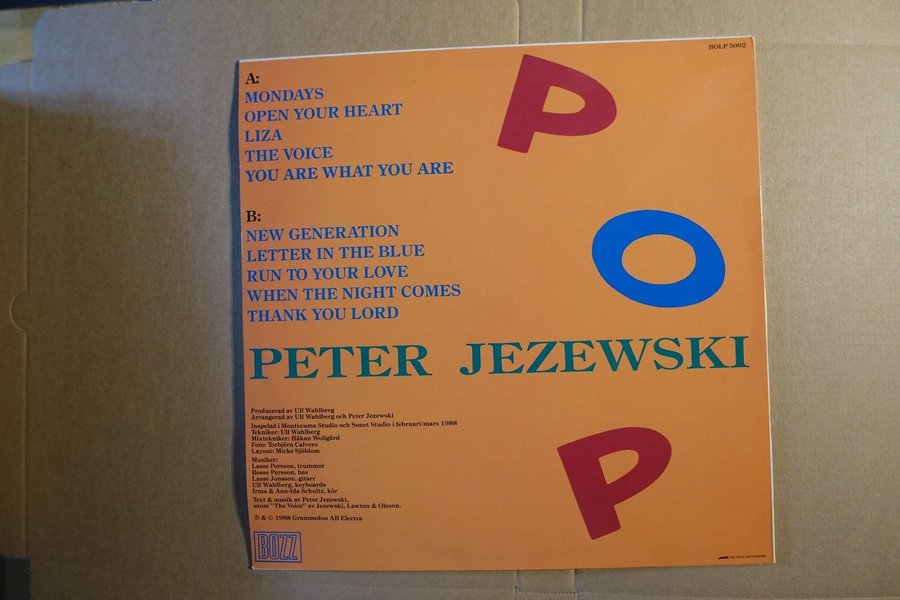 BOLP 5002
A:
MONDAYS
OPEN YOUR HEART
LIZA
THE VOICE
YOU ARE WHAT YOU ARE
B:
NEW GENERATION
LETTER IN THE BLUE
RUN TO YOUR LOVE
WHEN THE NIGHT COMES
THANK YOU LORD
P
O
PETER JEZEWSKI
P
Producerad av Ulf Wahlberg
Arrangerad av Ulf Wahlberg och Peter Jezewski
Inspelad i Montezuma Studio och Sonet Studio i februari/mars 1988
Tekniker: Ulf Wahlberg
Mixtekniker: Håkan Wollgård
Foto: Torbjörn Calvero
Layout: Micke Sjöblom
Musiker:
Lasse Persson, trummor
Bosse Persson, bas
Lasse Jonsson, gitarr
Ulf Wahlberg, keyboards
Irma & Ann-Ida Schultz, kör
Text & musik av Peter Jezewski,
utom "The Voice" av Jezewski, Lawton & Olsson.
℗ & © 1988 Grammofon AB Electra
BOZZ